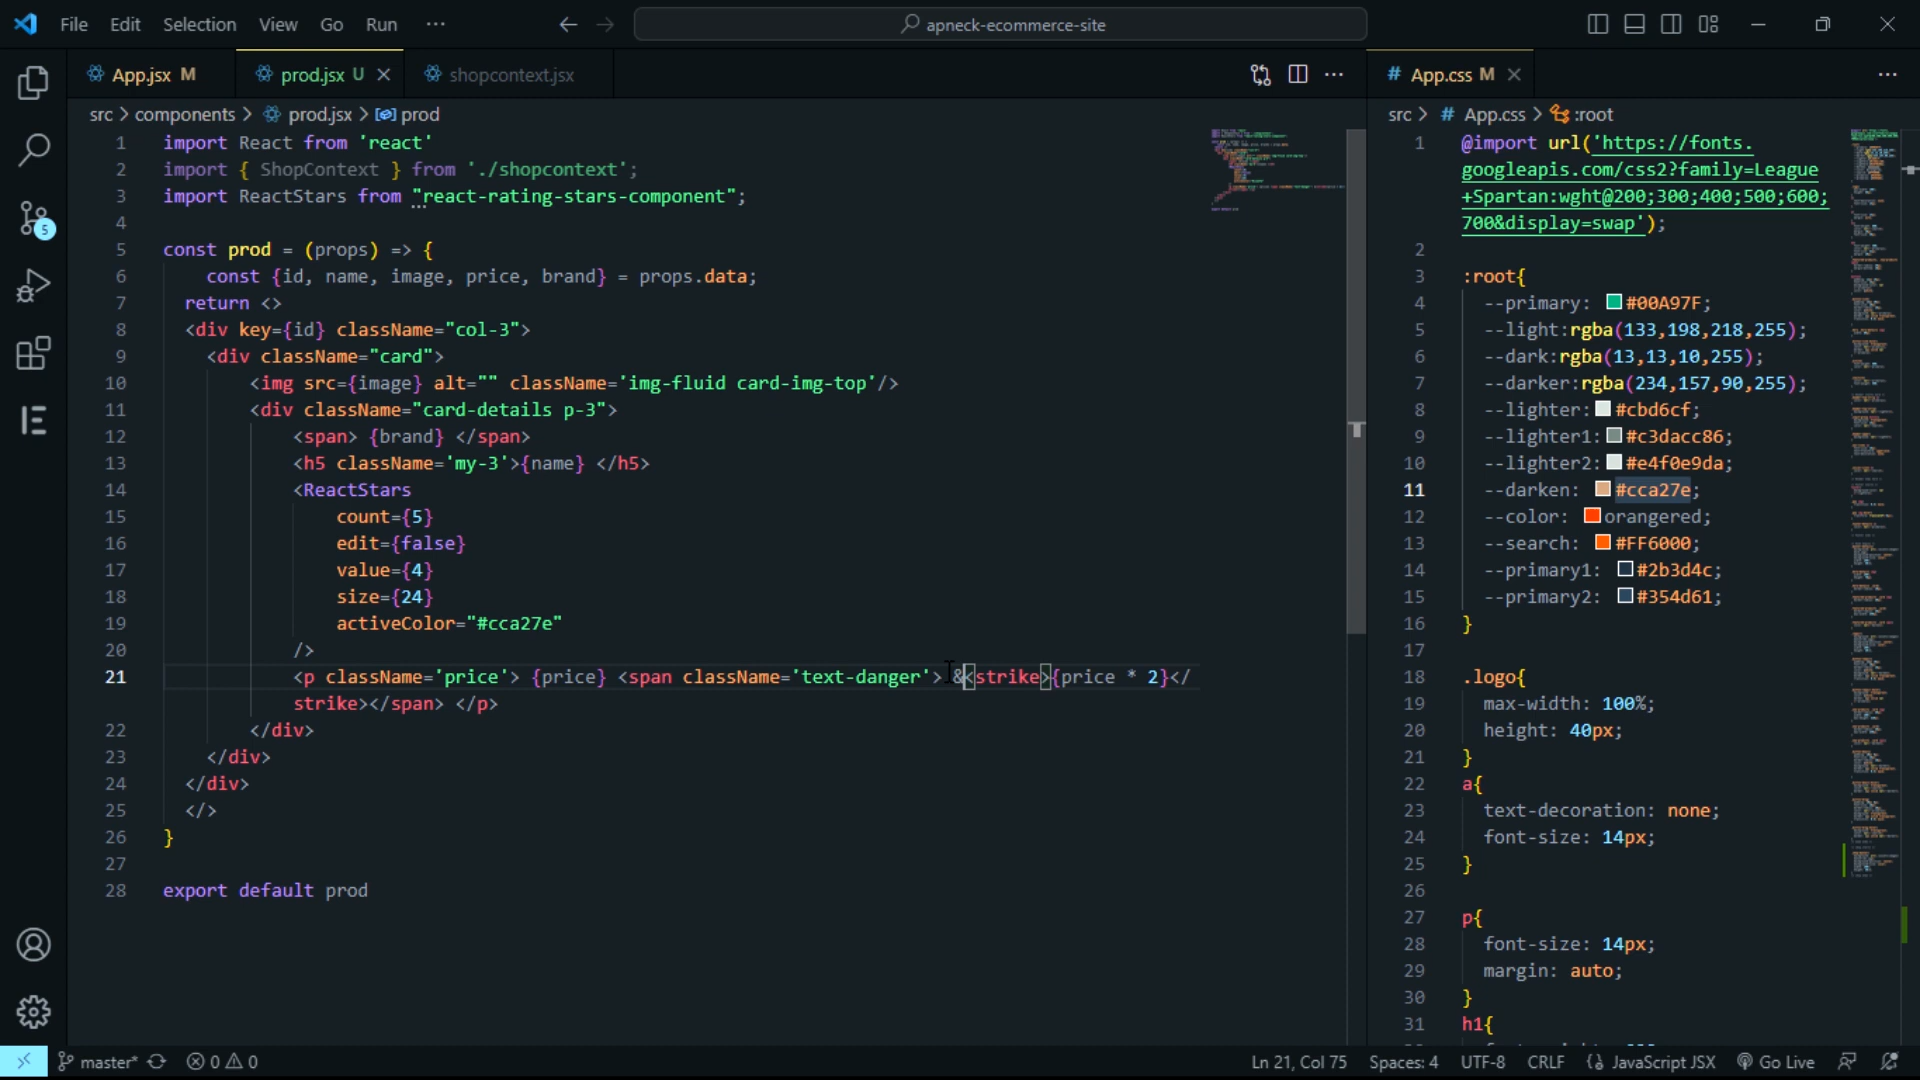 File Edit Selection View Go Run ··· apneck-ecommerce-site
App.jsx M prod.jsx U shopcontext.jsx
src > components > prod.jsx > prod
1 import React from 'react'
2 import { ShopContext } from './shopcontext';
3 import ReactStars from "react-rating-stars-component";
4
5 const prod = (props) => {
6 const {id, name, image, price, brand} = props.data;
7 return <>
8 <div key={id} className="col-3">
9 <div className="card">
10 <img src={image} alt="" className='img-fluid card-img-top'/>
11 <div className="card-details p-3">
12 <span> {brand} </span>
13 <h5 className='my-3'>{name} </h5>
14 <ReactStars
15 count={5}
16 edit={false}
17 value={4}
18 size={24}
19 activeColor="#cca27e"
20 />
21 <p className='price'> {price} <span className='text-danger'> &<strike>{price * 2}</
strike></span> </p>
22 </div>
23 </div>
24 </div>
25 </>
26 }
27
28 export default prod
App.css M
src > # App.css > :root
1 @import url('https://fonts.
googleapis.com/css2?family=League
+Spartan:wght@200;300;400;500;600;
700&display=swap');
2
3 :root{
4 --primary: #00A97F;
5 --light:rgba(133,198,218,255);
6 --dark:rgba(13,13,10,255);
7 --darker:rgba(234,157,90,255);
8 --lighter: #cbd6cf;
9 --lighter1: #c3dacc86;
10 --lighter2: #e4f0e9da;
11 --darken: #cca27e;
12 --color: orangered;
13 --search: #FF6000;
14 --primary1: #2b3d4c;
15 --primary2: #354d61;
16 }
17
18 .logo{
19 max-width: 100%;
20 height: 40px;
21 }
22 a{
23 text-decoration: none;
24 font-size: 14px;
25 }
26
27 p{
28 font-size: 14px;
29 margin: auto;
30 }
31 h1{
5
master* 0 0 Ln 21, Col 75 Spaces: 4 UTF-8 CRLF {} JavaScript JSX Go Live